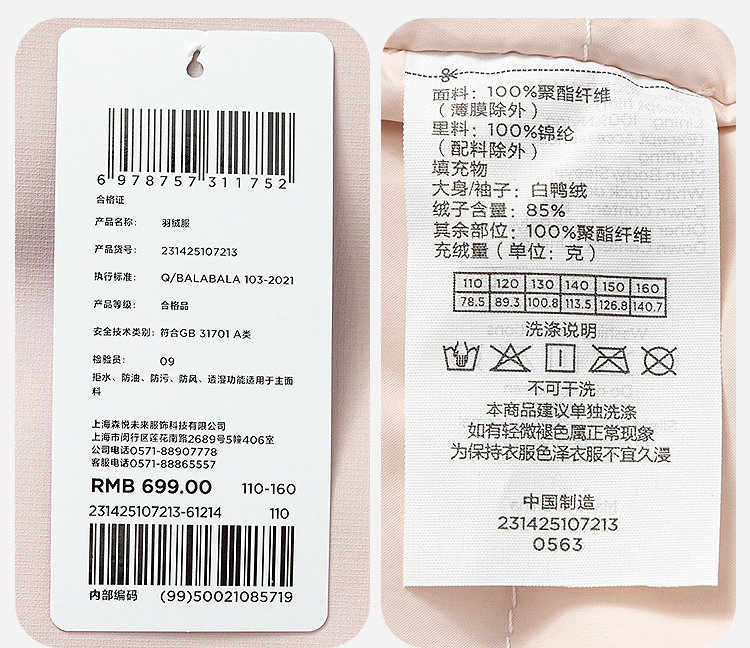 6 978757 311752
合格证
产品名称: 羽绒服
产品货号: 231425107213
执行标准: Q/BALABALA 103-2021
产品等级: 合格品
安全技术类别: 符合GB 31701 A类
检验员: 09
拒水、防油、防污、防风、适湿功能适用于主面
料
上海森悦未来服饰科技有限公司
上海市闵行区莲花南路2689号5幢406室
公司电话0571-88907778
客服电话0571-88865557
RMB 699.00 110-160
231425107213-61214 110
内部编码 (99)50021085719
面料: 100%聚酯纤维
(薄膜除外)
里料: 100%锦纶
(配料除外)
填充物
大身/袖子: 白鸭绒
绒子含量: 85%
其余部位: 100%聚酯纤维
充绒量(单位: 克)
110 120 130 140 150 160
78.5 89.3 100.8 113.5 126.8 140.7
洗涤说明
不可干洗
本商品建议单独洗涤
如有轻微褪色属正常现象
为保持衣服色泽衣服不宜久浸
中国制造
231425107213
0563